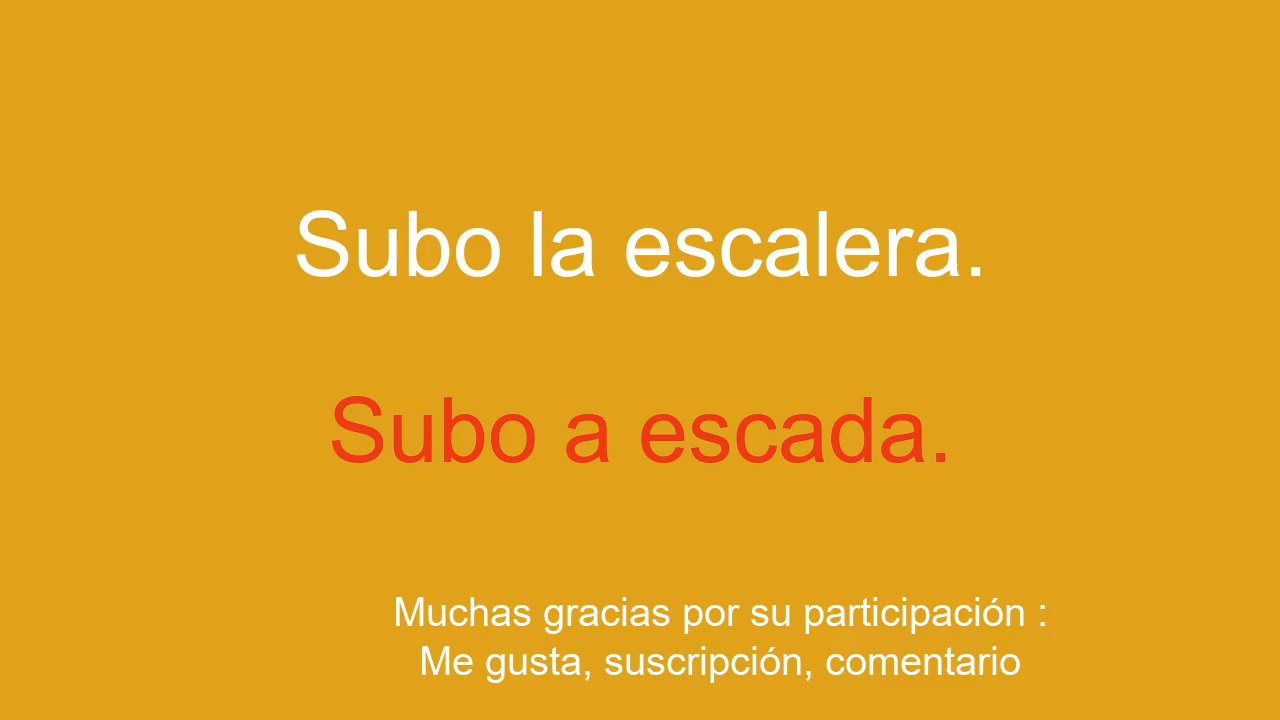 Subo la escalera.
Subo a escada.
Muchas gracias por su participación :
Me gusta, suscripción, comentario